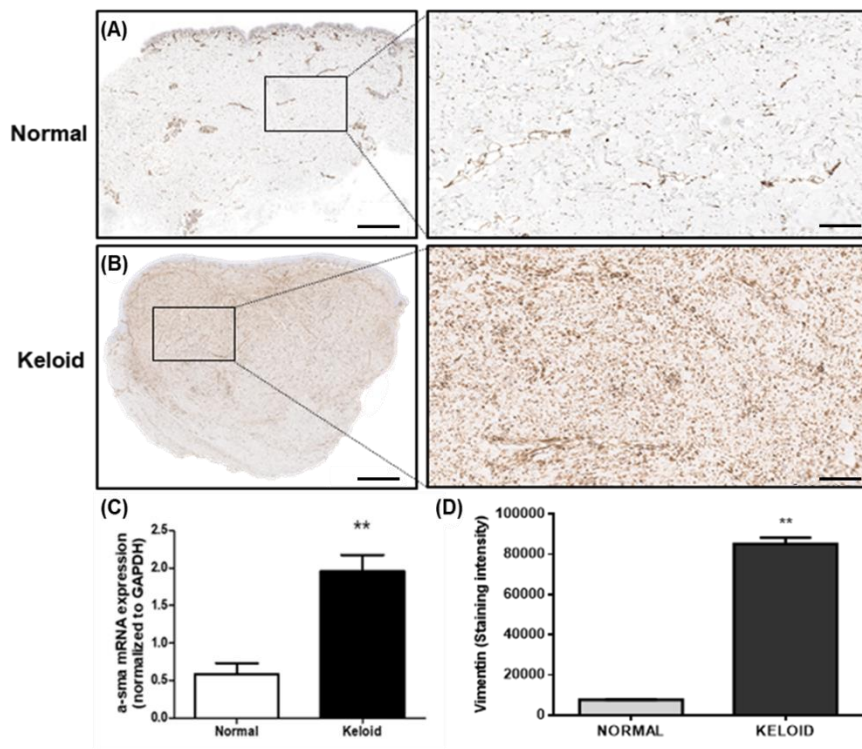 (A)
Normal
(B)
Keloid
(C)
**
a-sma mRNA expression
(normalized to GAPDH)
2.5
2.0
1.5
1.0
0.5
0.0
Normal
Keloid
(D)
**
Vimentin (Staining intensity)
100000
80000
60000
40000
20000
0
NORMAL
KELOID